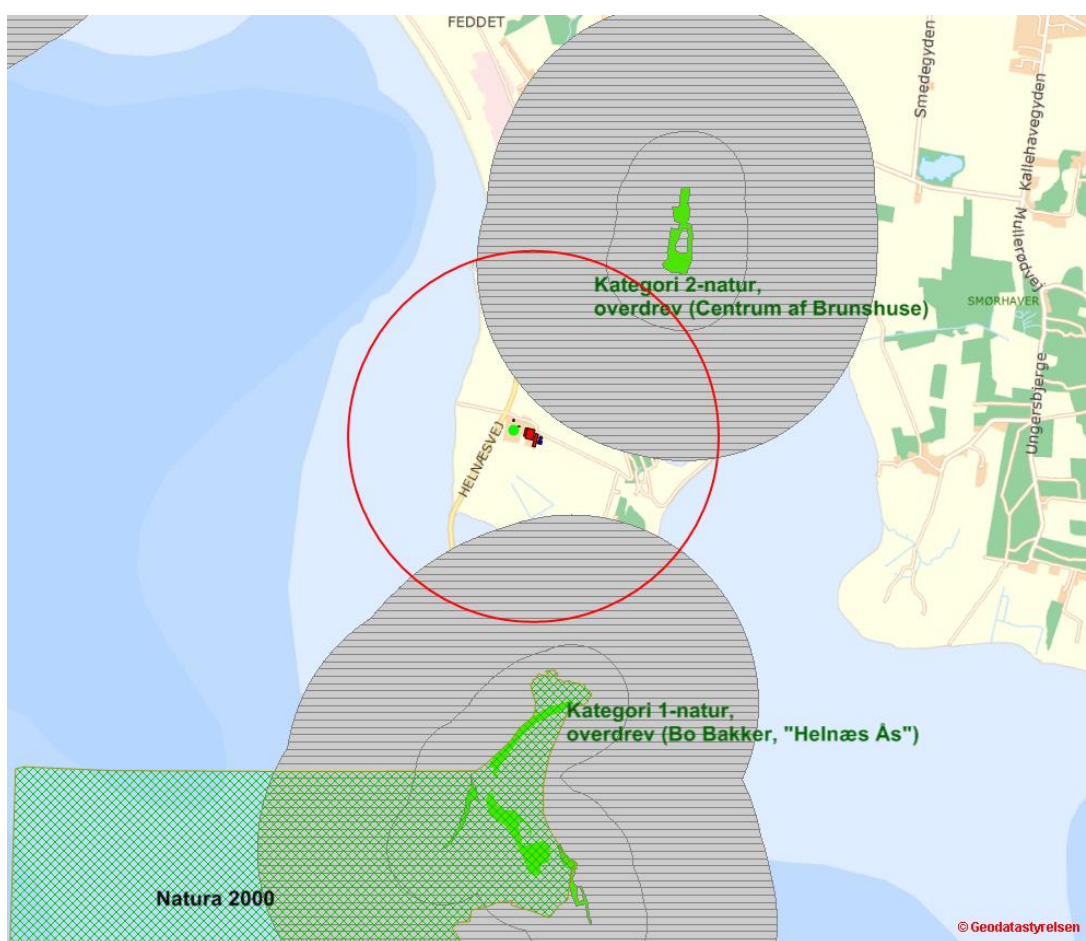 FEDDET
Smedegyden
Kallehavegyden
Mullerødvej
Kategori 2-natur,
overdrev (Centrum af Brunshuse)
SMØRHAVER
Ungersbjerge
HELNÆSVEJ
Kategori 1-natur,
overdrev (Bo Bakker, "Helnæs Ås")
Natura 2000
© Geodatastyrelsen